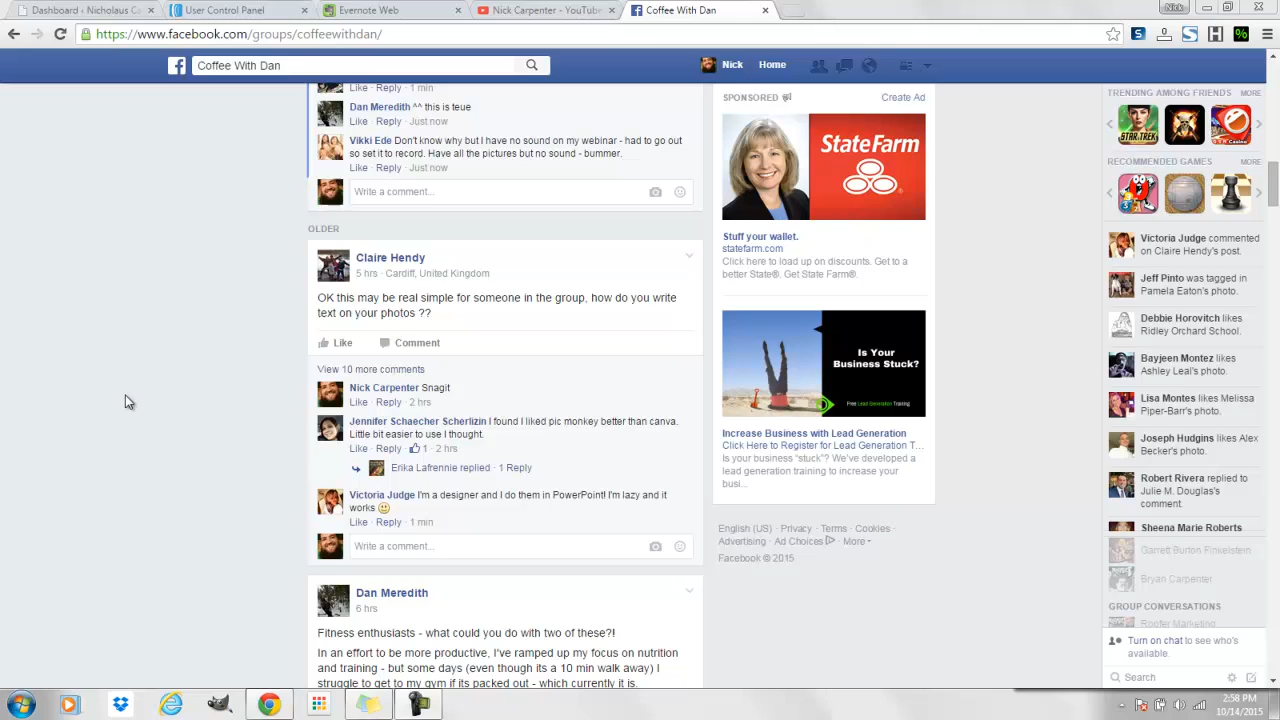 Dashboard ‹ Nicholaus C
User Control Panel
Evernote Web
Nick Carpenter - YouTube
Coffee With Dan
Nick
https://www.facebook.com/groups/coffeewithdan/
Coffee With Dan
Nick
Home
Like · Reply · 1 min
Dan Meredith ^^ this is teue
Like · Reply · Just now
Vikki Ede Don't know why but I have no sound on my webinar - had to go out
so set it to record. Have all the pictures but no sound - bummer.
Like · Reply · Just now
Write a comment...
OLDER
Claire Hendy
5 hrs · Cardiff, United Kingdom
OK this may be real simple for someone in the group, how do you write
text on your photos ??
Like
Comment
View 10 more comments
Nick Carpenter Snagit
Like · Reply · 2 hrs
Jennifer Schaecher Scherlizin I found I liked pic monkey better than canva.
Little bit easier to use I thought.
Like · Reply · 1 · 2 hrs
Erika Lafrennie replied · 1 Reply
Victoria Judge I'm a designer and I do them in PowerPoint! I'm lazy and it
works
Like · Reply · 1 min
Write a comment...
Dan Meredith
6 hrs
Fitness enthusiasts - what could you do with two of these?!
In an effort to be more productive, I've ramped up my focus on nutrition
and training - but some days (even though its a 10 min walk away) I
struggle to get to my gym if its packed out - which currently it is.
SPONSORED
Create Ad
StateFarm
Stuff your wallet.
statefarm.com
Click here to load up on discounts. Get to a
better State®. Get State Farm®.
Is Your
Business Stuck?
Free Lead Generation Training
Increase Business with Lead Generation
Click Here to Register for Lead Generation T...
Is your business "stuck"? We've developed a
lead generation training to increase your
busi...
English (US) · Privacy · Terms · Cookies ·
Advertising · Ad Choices · More
Facebook © 2015
TRENDING AMONG FRIENDS
MORE
STAR TREK
RECOMMENDED GAMES
MORE
Victoria Judge commented
on Claire Hendy's post.
Jeff Pinto was tagged in
Pamela Eaton's photo.
Debbie Horovitch likes
Ridley Orchard School.
Bayjeen Montez likes
Ashley Leal's photo.
Lisa Montes likes Melissa
Piper-Barr's photo.
Joseph Hudgins likes Alex
Becker's photo.
Robert Rivera replied to
Julie M. Douglas's
comment.
Sheena Marie Roberts
Garrett Burton Finkelstein
Bryan Carpenter
GROUP CONVERSATIONS
Roofer Marketing
Turn on chat to see who's
available.
Search
2:58 PM
10/14/2015